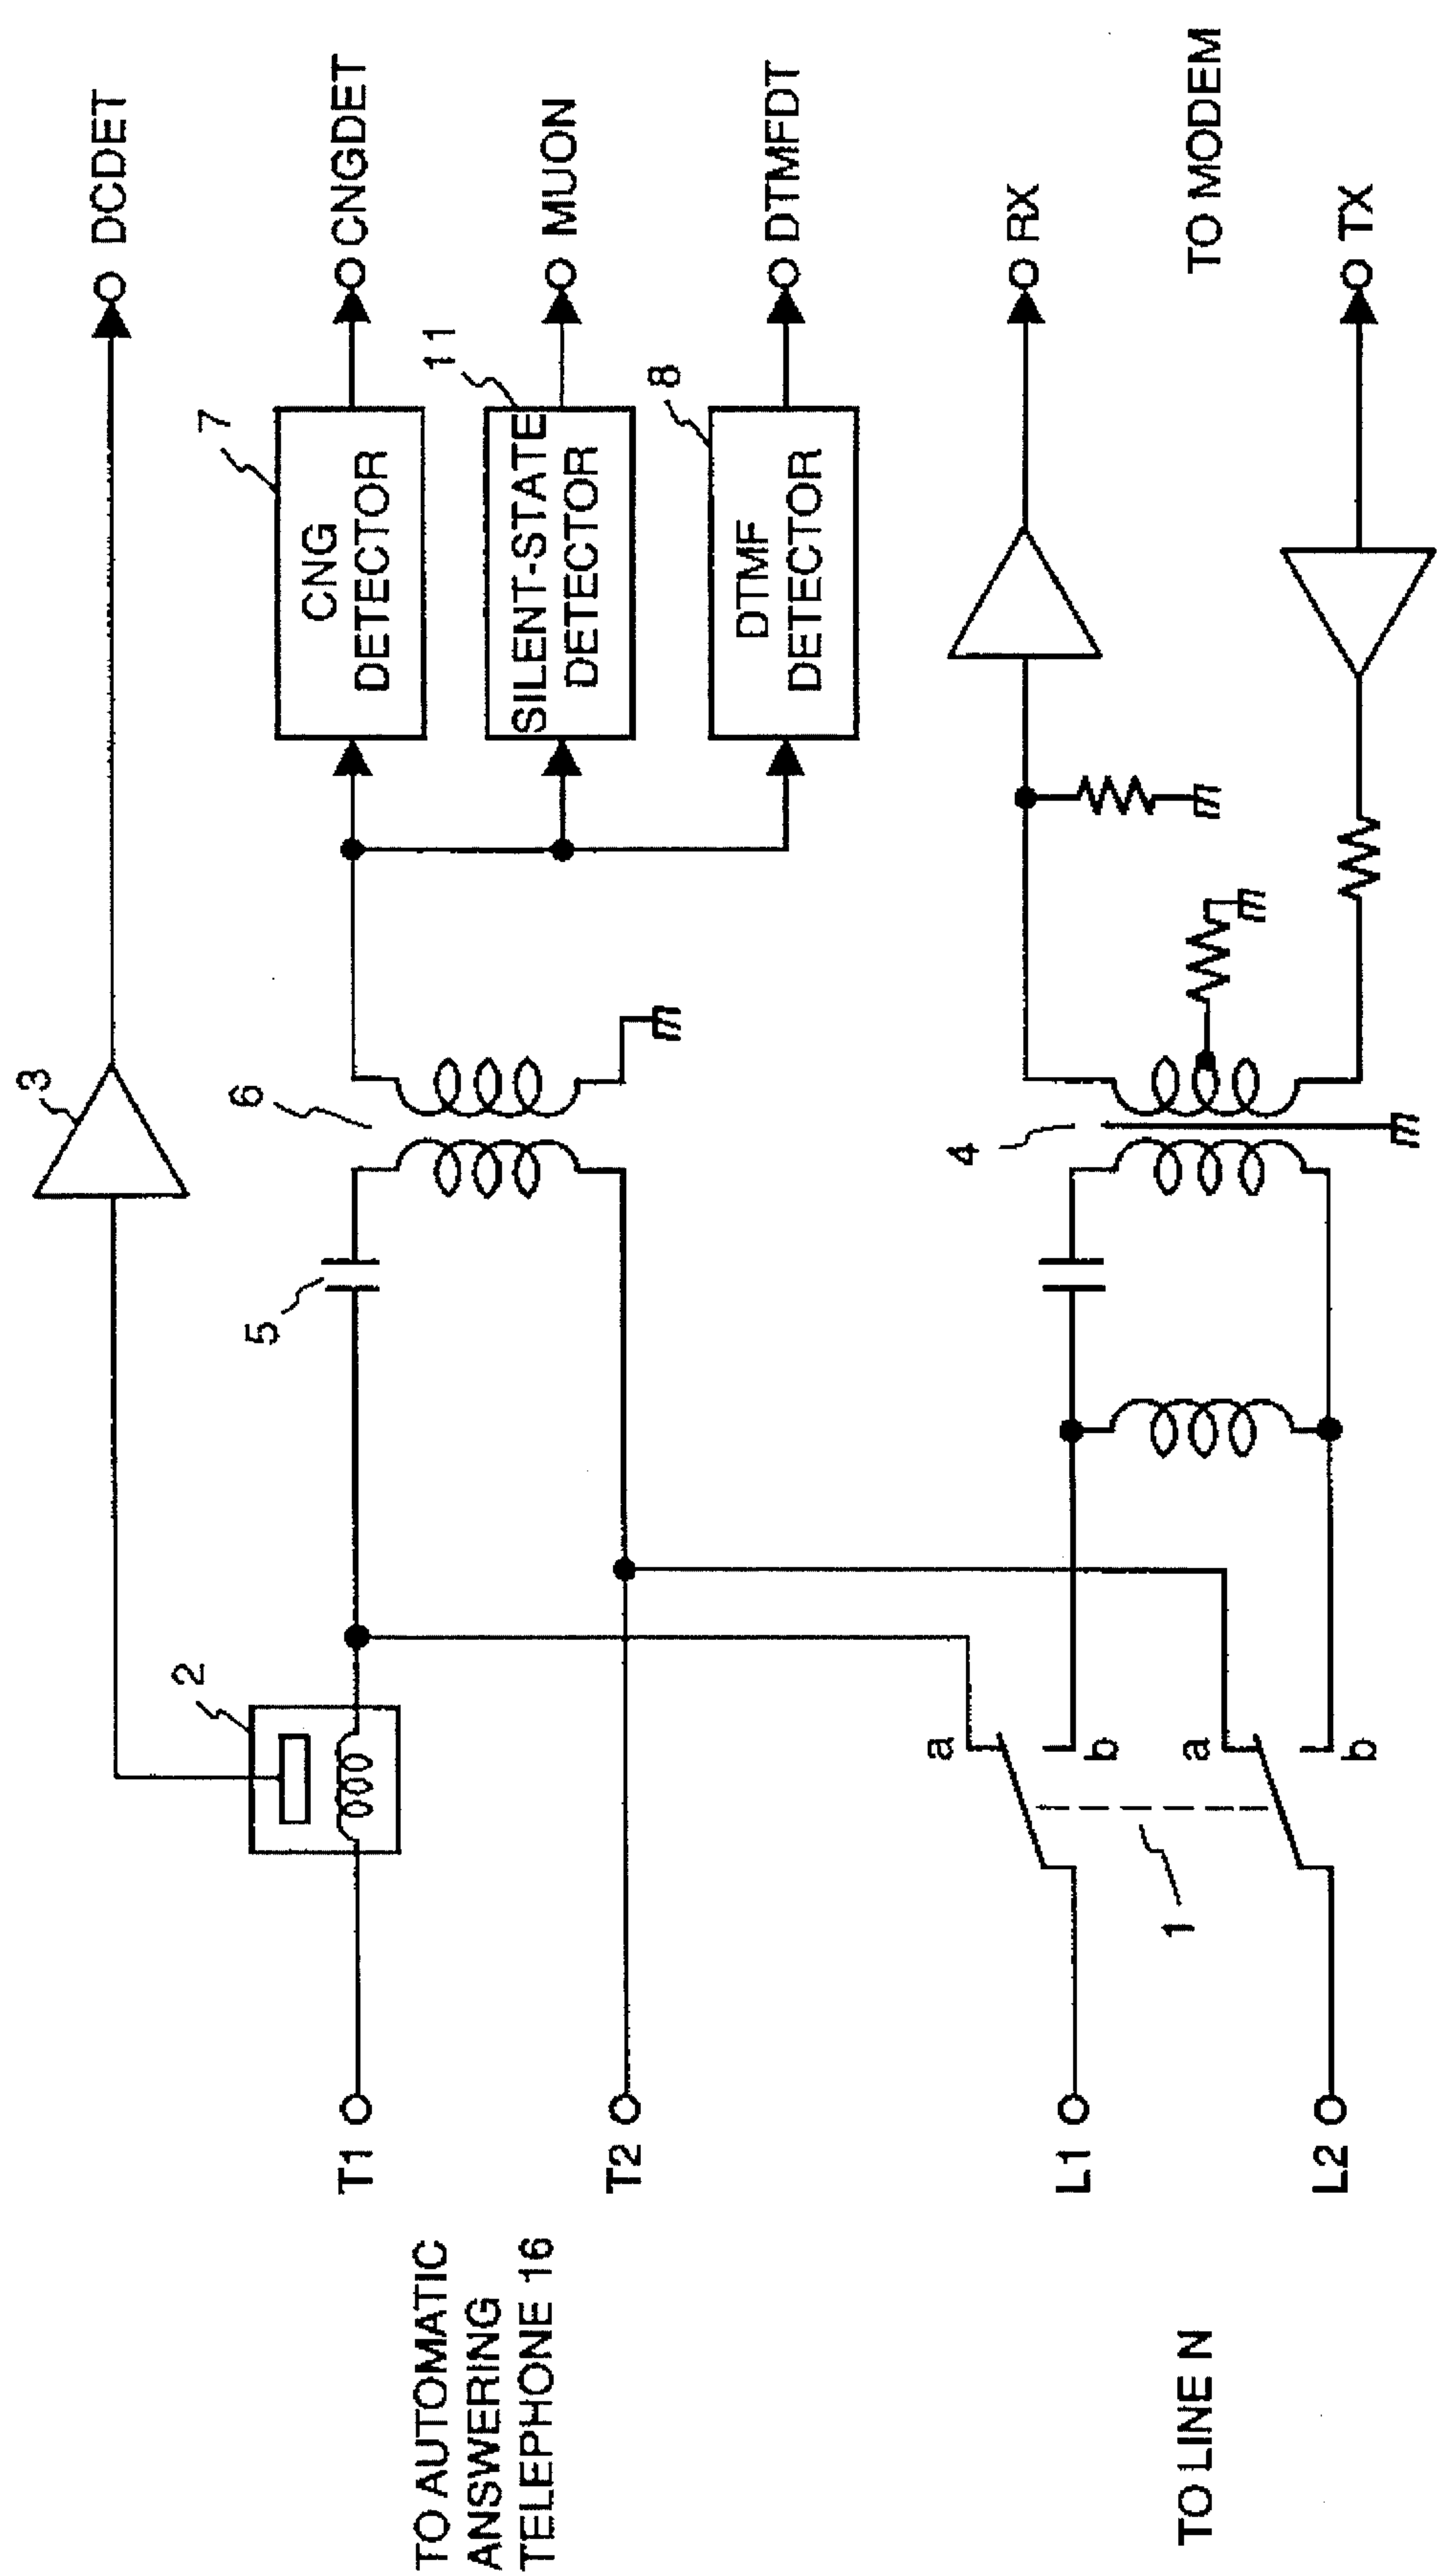 DCDET
3
2
7
CNG
DETECTOR
CNGDET
6
5
11
SILENT-STATE
DETECTOR
MUON
8
DTMF
DETECTOR
DTMFDT
T1
TO AUTOMATIC
ANSWERING
TELEPHONE 16
T2
a
b
a
b
1
4
RX
TO MODEM
TX
L1
TO LINE N
L2